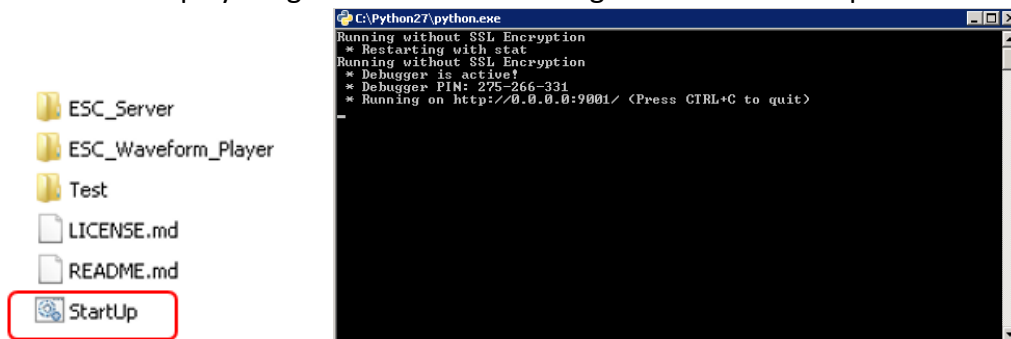 C:\Python27\python.exe
Running without SSL Encryption
* Restarting with stat
Running without SSL Encryption
* Debugger is active!
* Debugger PIN: 275-266-331
* Running on http://0.0.0.0:9001/ (Press CTRL+C to quit)
ESC_Server
ESC_Waveform_Player
Test
LICENSE.md
README.md
StartUp